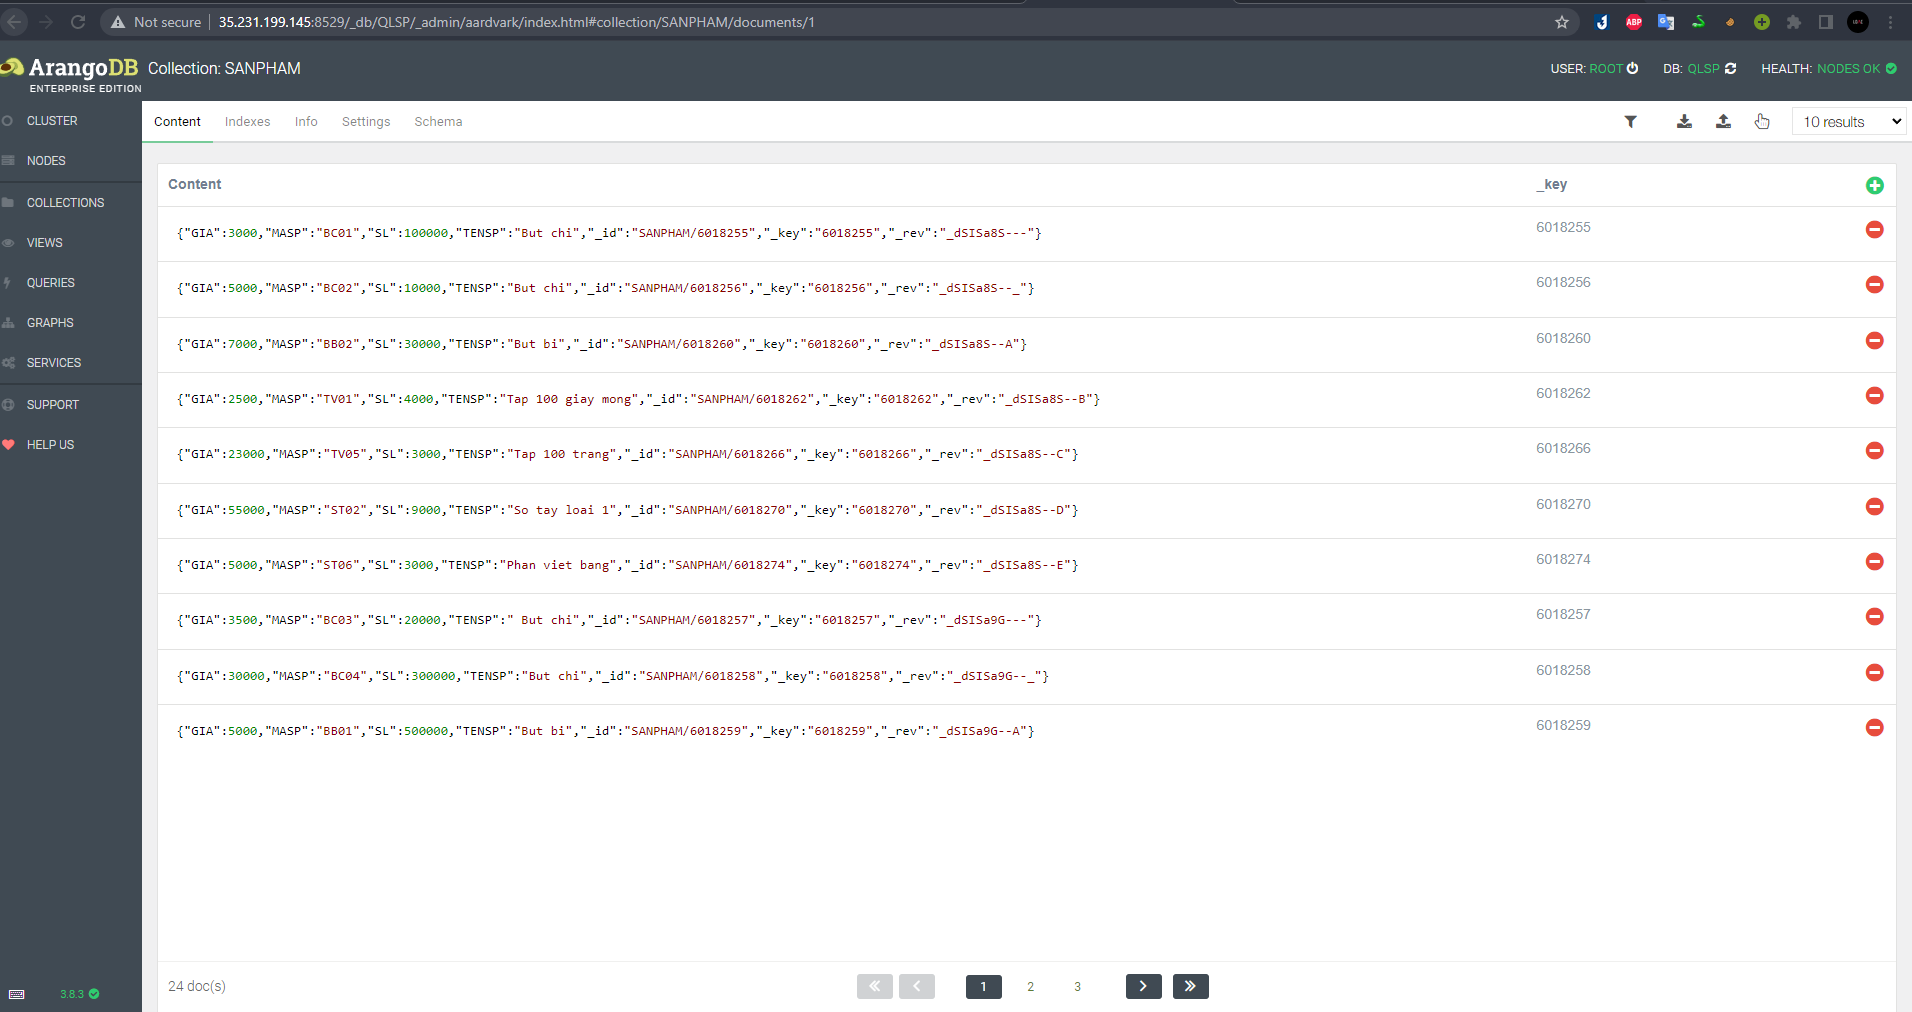 Not secure 35.231.199.145:8529/_db/QLSP/_admin/aardvark/index.html#collection/SANPHAM/documents/1
ABP
ArangoDB
ENTERPRISE EDITION
Collection: SANPHAM
USER: ROOT
DB: QLSP
HEALTH: NODES OK
CLUSTER
NODES
COLLECTIONS
VIEWS
QUERIES
GRAPHS
SERVICES
SUPPORT
HELP US
3.8.3
Content Indexes Info Settings Schema
10 results
Content _key
{"GIA":3000,"MASP":"BC01","SL":100000,"TENSP":"But chi","_id":"SANPHAM/6018255","_key":"6018255","_rev":"_dSISa8S---"} 6018255
{"GIA":5000,"MASP":"BC02","SL":10000,"TENSP":"But chi","_id":"SANPHAM/6018256","_key":"6018256","_rev":"_dSISa8S--_"} 6018256
{"GIA":7000,"MASP":"BB02","SL":30000,"TENSP":"But bi","_id":"SANPHAM/6018260","_key":"6018260","_rev":"_dSISa8S--A"} 6018260
{"GIA":2500,"MASP":"TV01","SL":4000,"TENSP":"Tap 100 giay mong","_id":"SANPHAM/6018262","_key":"6018262","_rev":"_dSISa8S--B"} 6018262
{"GIA":23000,"MASP":"TV05","SL":3000,"TENSP":"Tap 100 trang","_id":"SANPHAM/6018266","_key":"6018266","_rev":"_dSISa8S--C"} 6018266
{"GIA":55000,"MASP":"ST02","SL":9000,"TENSP":"So tay loai 1","_id":"SANPHAM/6018270","_key":"6018270","_rev":"_dSISa8S--D"} 6018270
{"GIA":5000,"MASP":"ST06","SL":3000,"TENSP":"Phan viet bang","_id":"SANPHAM/6018274","_key":"6018274","_rev":"_dSISa8S--E"} 6018274
{"GIA":3500,"MASP":"BC03","SL":20000,"TENSP":" But chi","_id":"SANPHAM/6018257","_key":"6018257","_rev":"_dSISa9G---"} 6018257
{"GIA":30000,"MASP":"BC04","SL":300000,"TENSP":"But chi","_id":"SANPHAM/6018258","_key":"6018258","_rev":"_dSISa9G--_"} 6018258
{"GIA":5000,"MASP":"BB01","SL":500000,"TENSP":"But bi","_id":"SANPHAM/6018259","_key":"6018259","_rev":"_dSISa9G--A"} 6018259
24 doc(s) 1 2 3